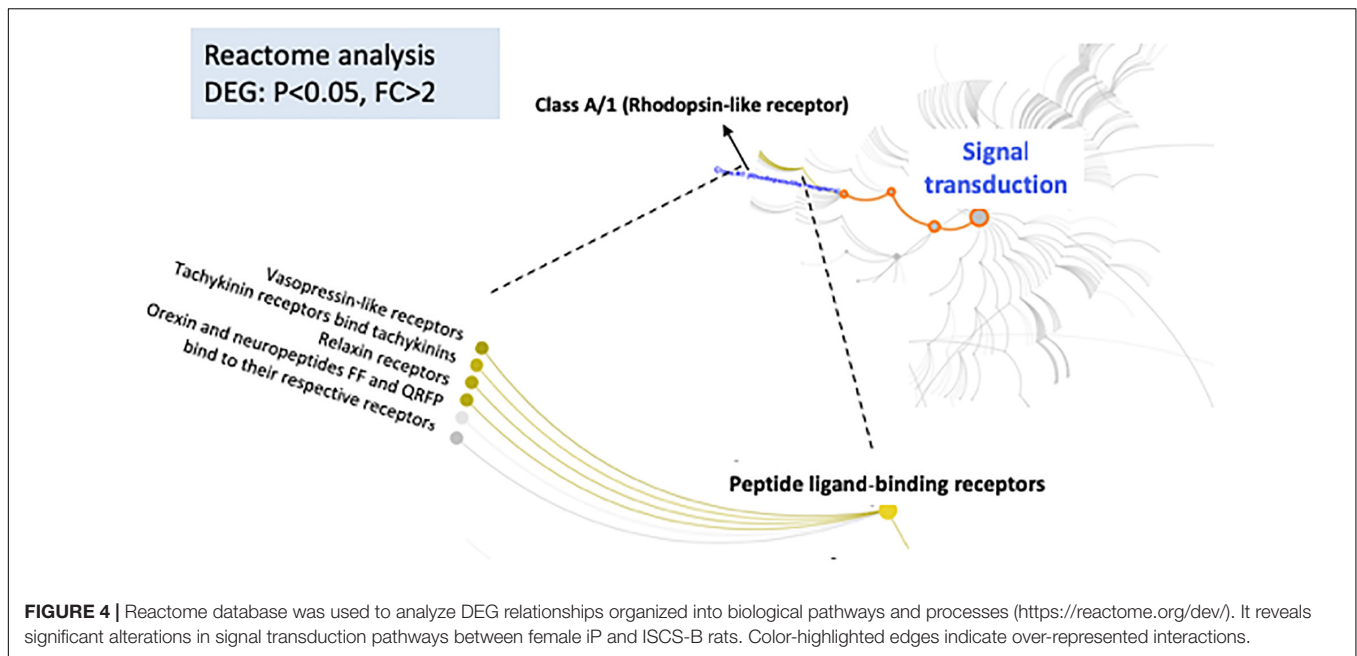 Reactome analysis
DEG: P<0.05, FC>2
Class A/1 (Rhodopsin-like receptor)
Signal
transduction
Vasopressin-like receptors
Tachykinin receptors bind tachykinins
Relaxin receptors
Orexin and neuropeptides FF and QRFP
bind to their respective receptors
Peptide ligand-binding receptors
FIGURE 4 | Reactome database was used to analyze DEG relationships organized into biological pathways and processes (https://reactome.org/dev/). It reveals
significant alterations in signal transduction pathways between female iP and ISCS-B rats. Color-highlighted edges indicate over-represented interactions.